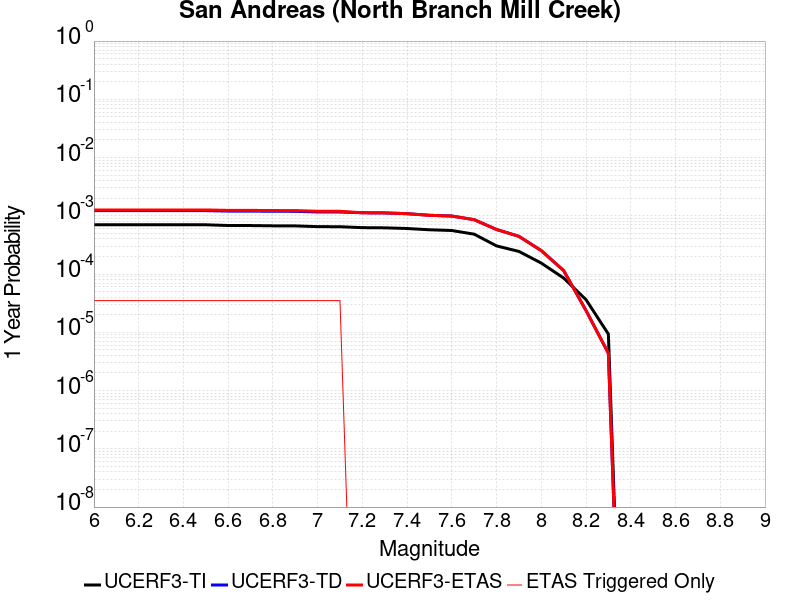 San Andreas (North Branch Mill Creek)
10 0
10 -1
10 -2
10 -3
10 -4
10 -5
10 -6
10 -7
10 -8
1 Year Probability
6 6.2 6.4 6.6 6.8 7 7.2 7.4 7.6 7.8 8 8.2 8.4 8.6 8.8 9
Magnitude
UCERF3-TI UCERF3-TD UCERF3-ETAS ETAS Triggered Only